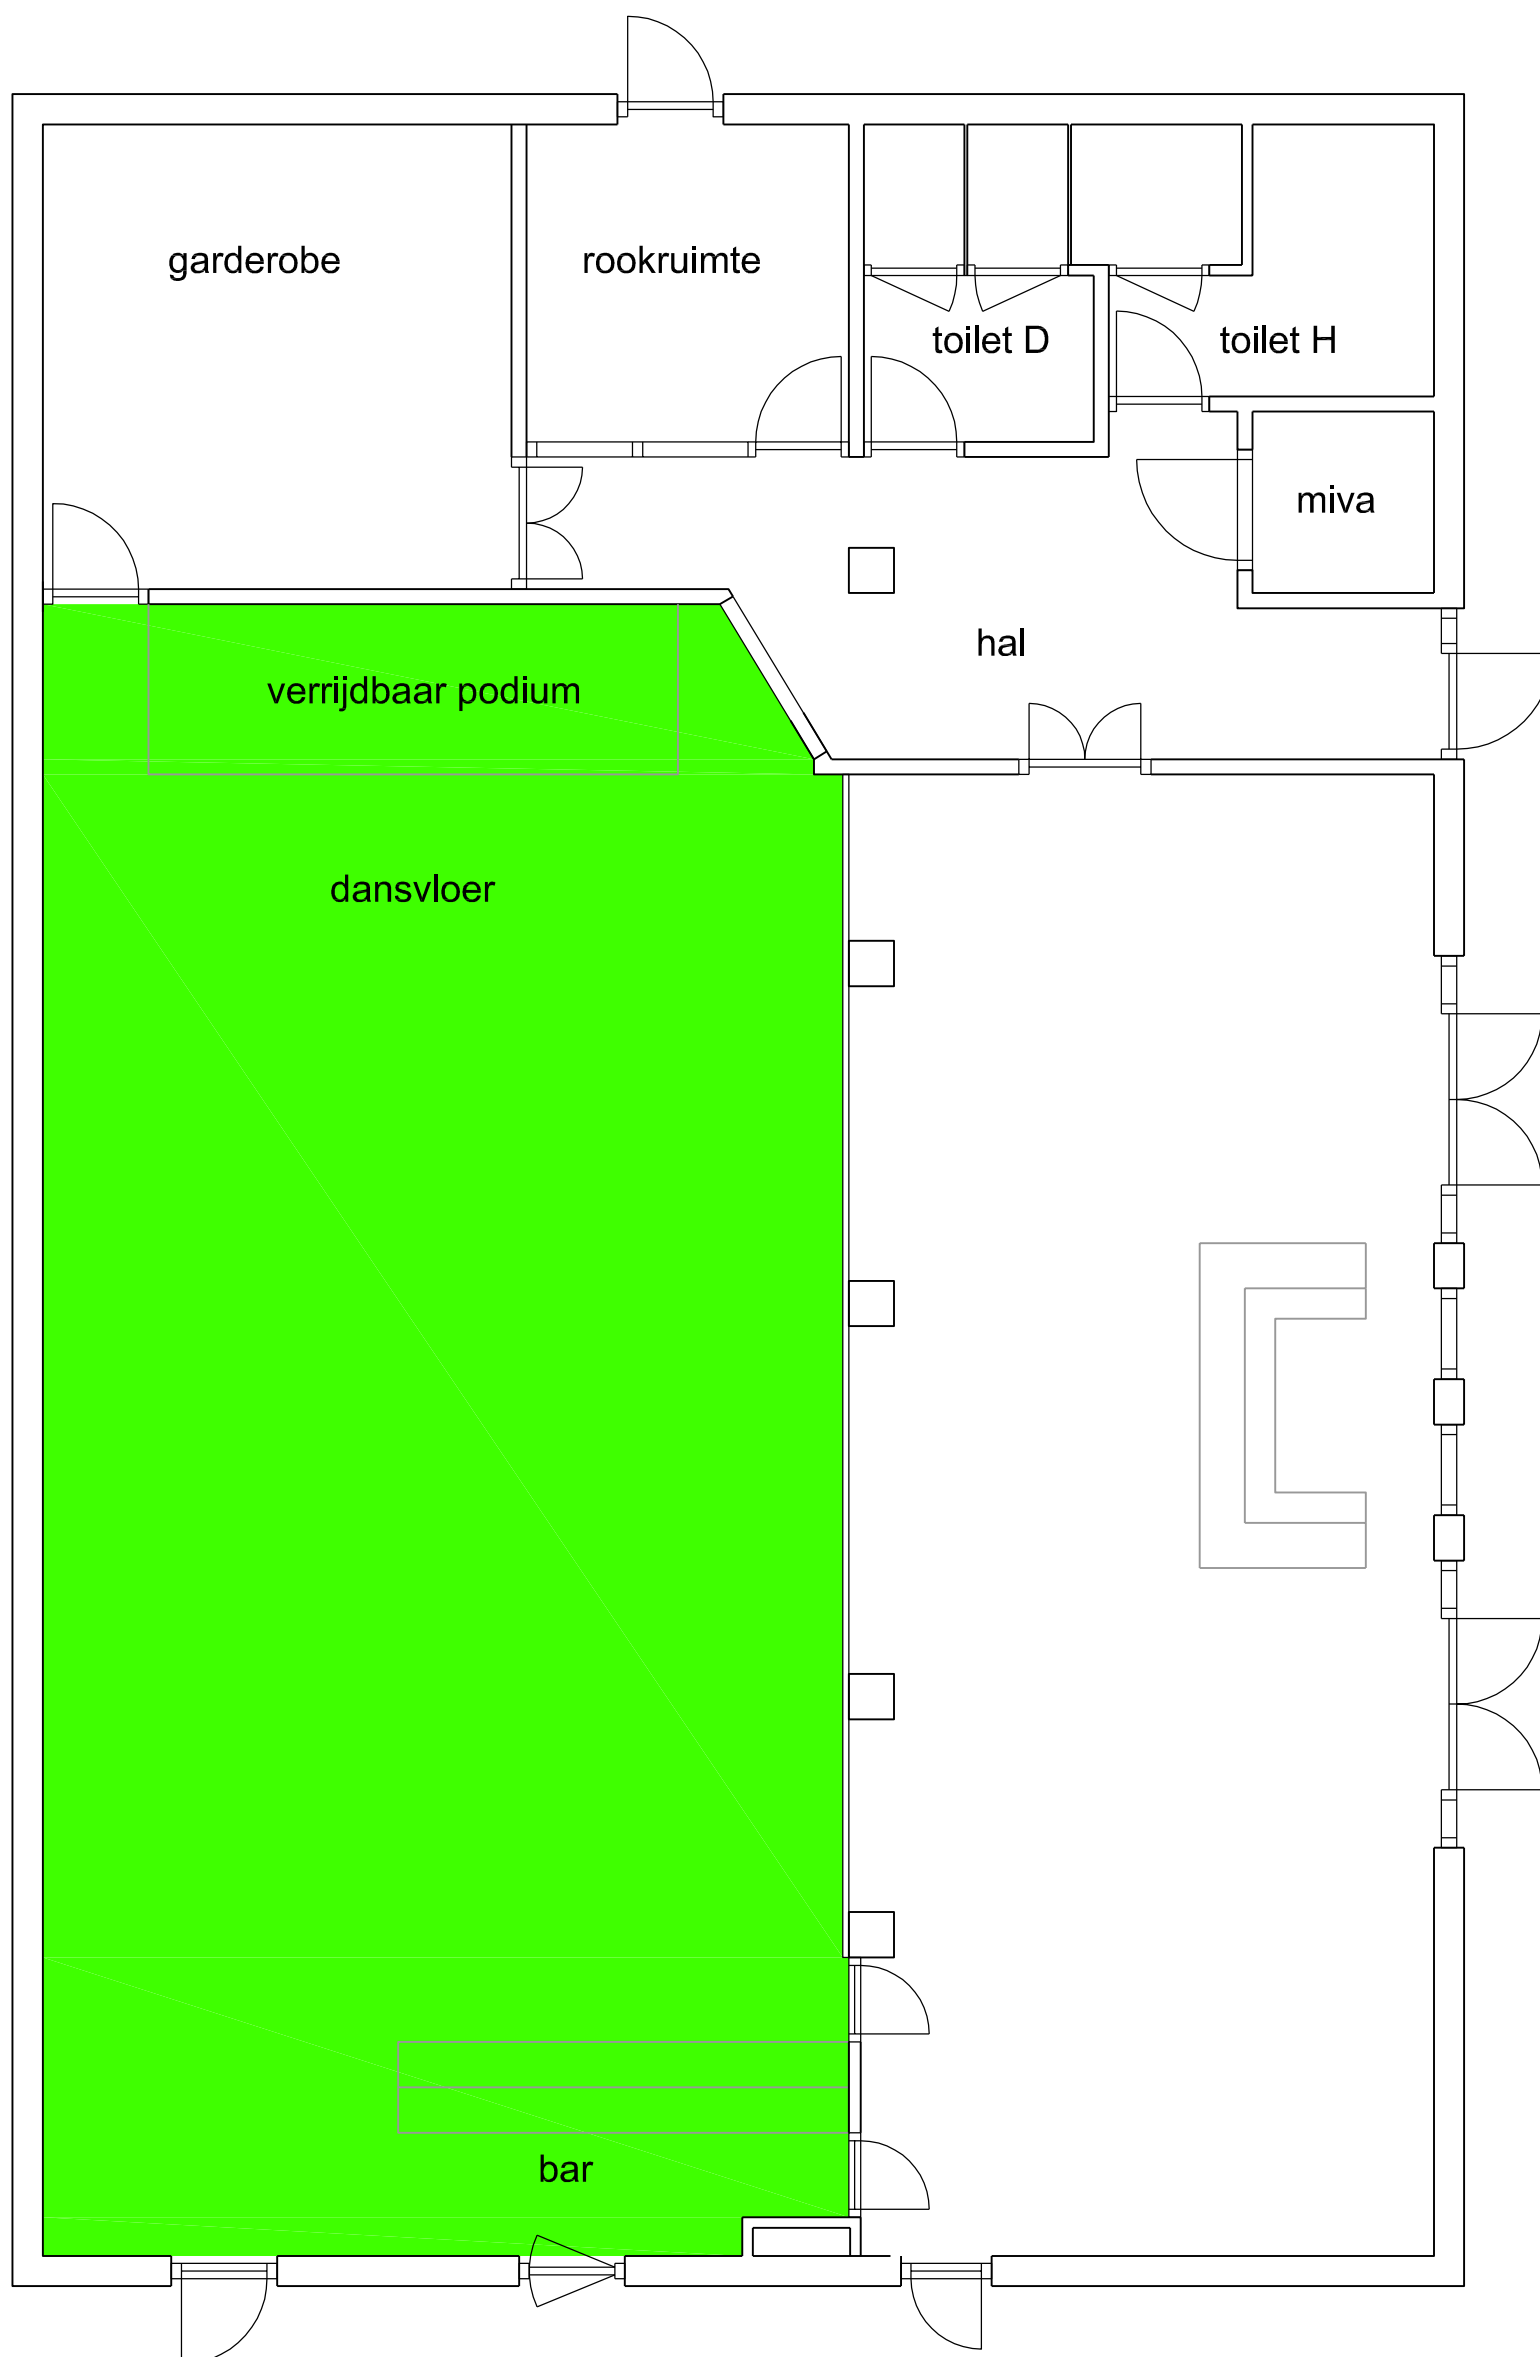 garderobe
rookruimte
toilet D
toilet H
miva
hal
verrijdbaar podium
dansvloer
bar